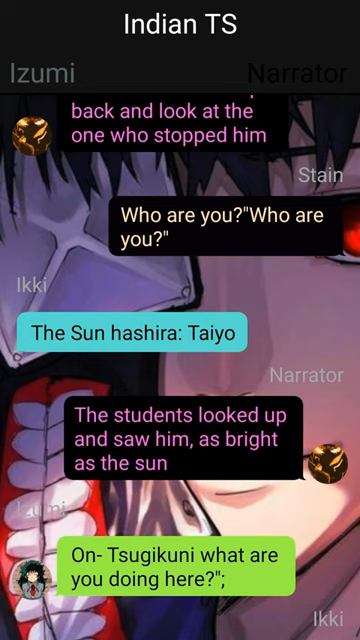 Indian TS
Izumi
Narrator
back and look at the
one who stopped him
Stain
Who are you?"Who are
you?"
Ikki
The Sun hashira: Taiyo
Narrator
The students looked up
and saw him, as bright
as the sun
Izumi
On- Tsugikuni what are
you doing here?";
Ikki